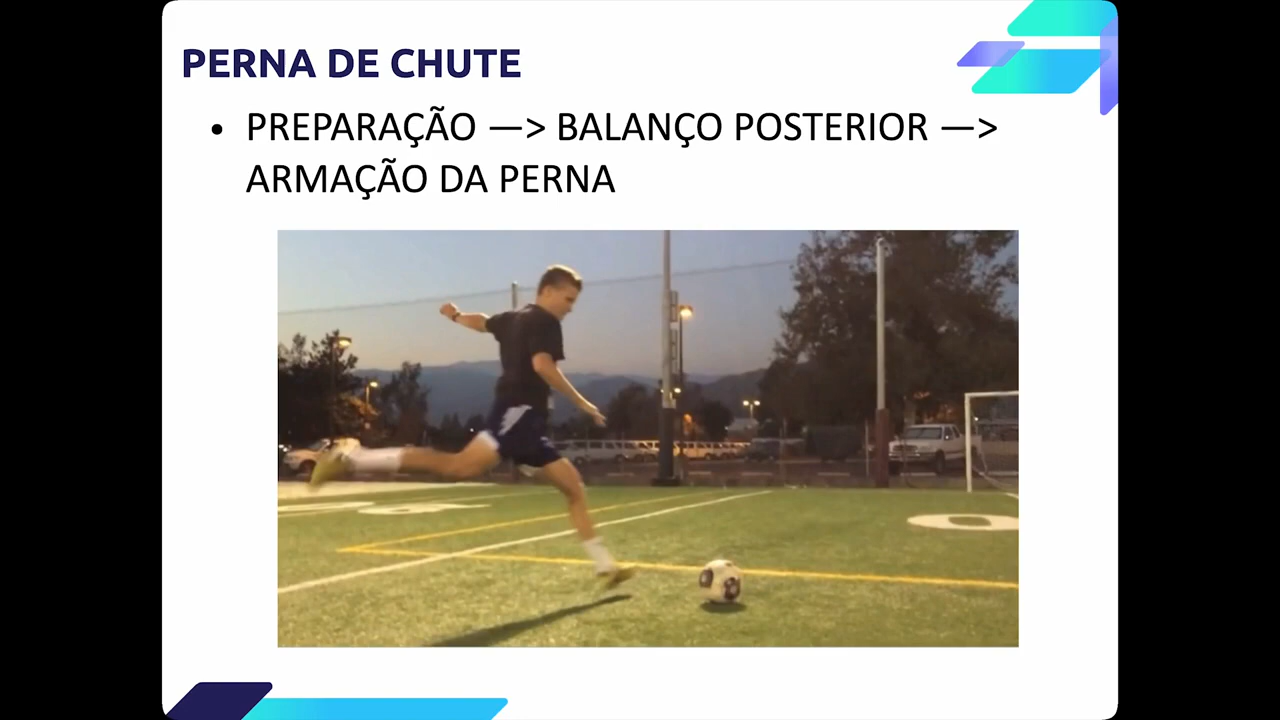 PERNA DE CHUTE
• PREPARAÇÃO —> BALANÇO POSTERIOR —>
ARMAÇÃO DA PERNA